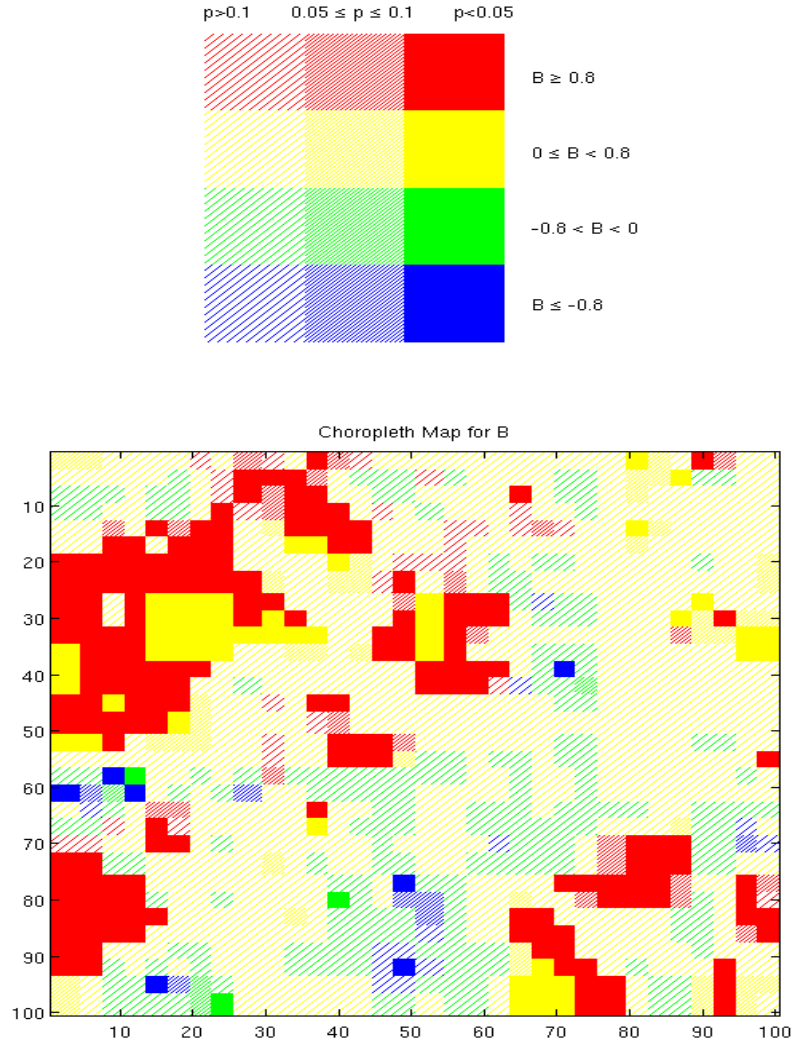 p>0.1 0.05 ≤ p ≤ 0.1 p<0.05
B ≥ 0.8
0 ≤ B < 0.8
-0.8 < B < 0
B ≤ -0.8
Choropleth Map for B
10
20
30
40
50
60
70
80
90
100
10 20 30 40 50 60 70 80 90 100